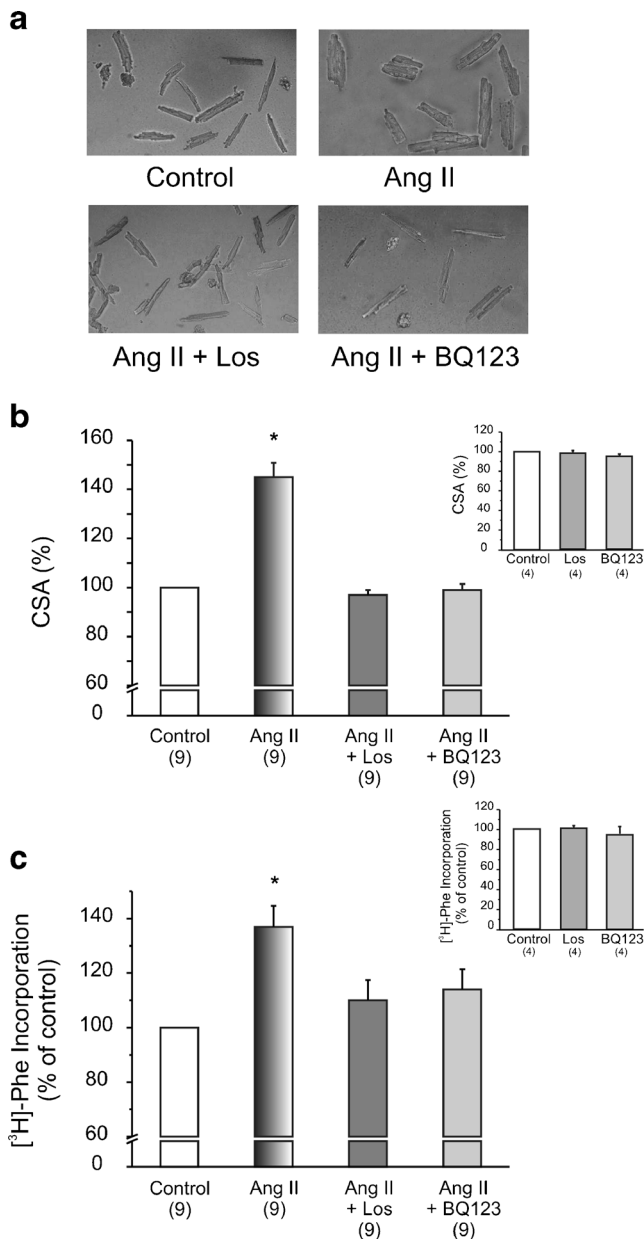 a
Control
Ang II
Ang II + Los
Ang II + BQ123
b
CSA (%)
160
140
120
100
80
60
0
*
Control
(9)
Ang II
(9)
Ang II
+ Los
(9)
Ang II
+ BQ123
(9)
CSA (%)
120
100
80
60
40
20
0
Control
(4)
Los
(4)
BQ123
(4)
c
[³H]-Phe Incorporation
(% of control)
140
120
100
80
60
0
*
Control
(9)
Ang II
(9)
Ang II
+ Los
(9)
Ang II
+ BQ123
(9)
[³H]-Phe Incorporation
(% of control)
120
100
80
60
40
20
0
Control
(4)
Los
(4)
BQ123
(4)